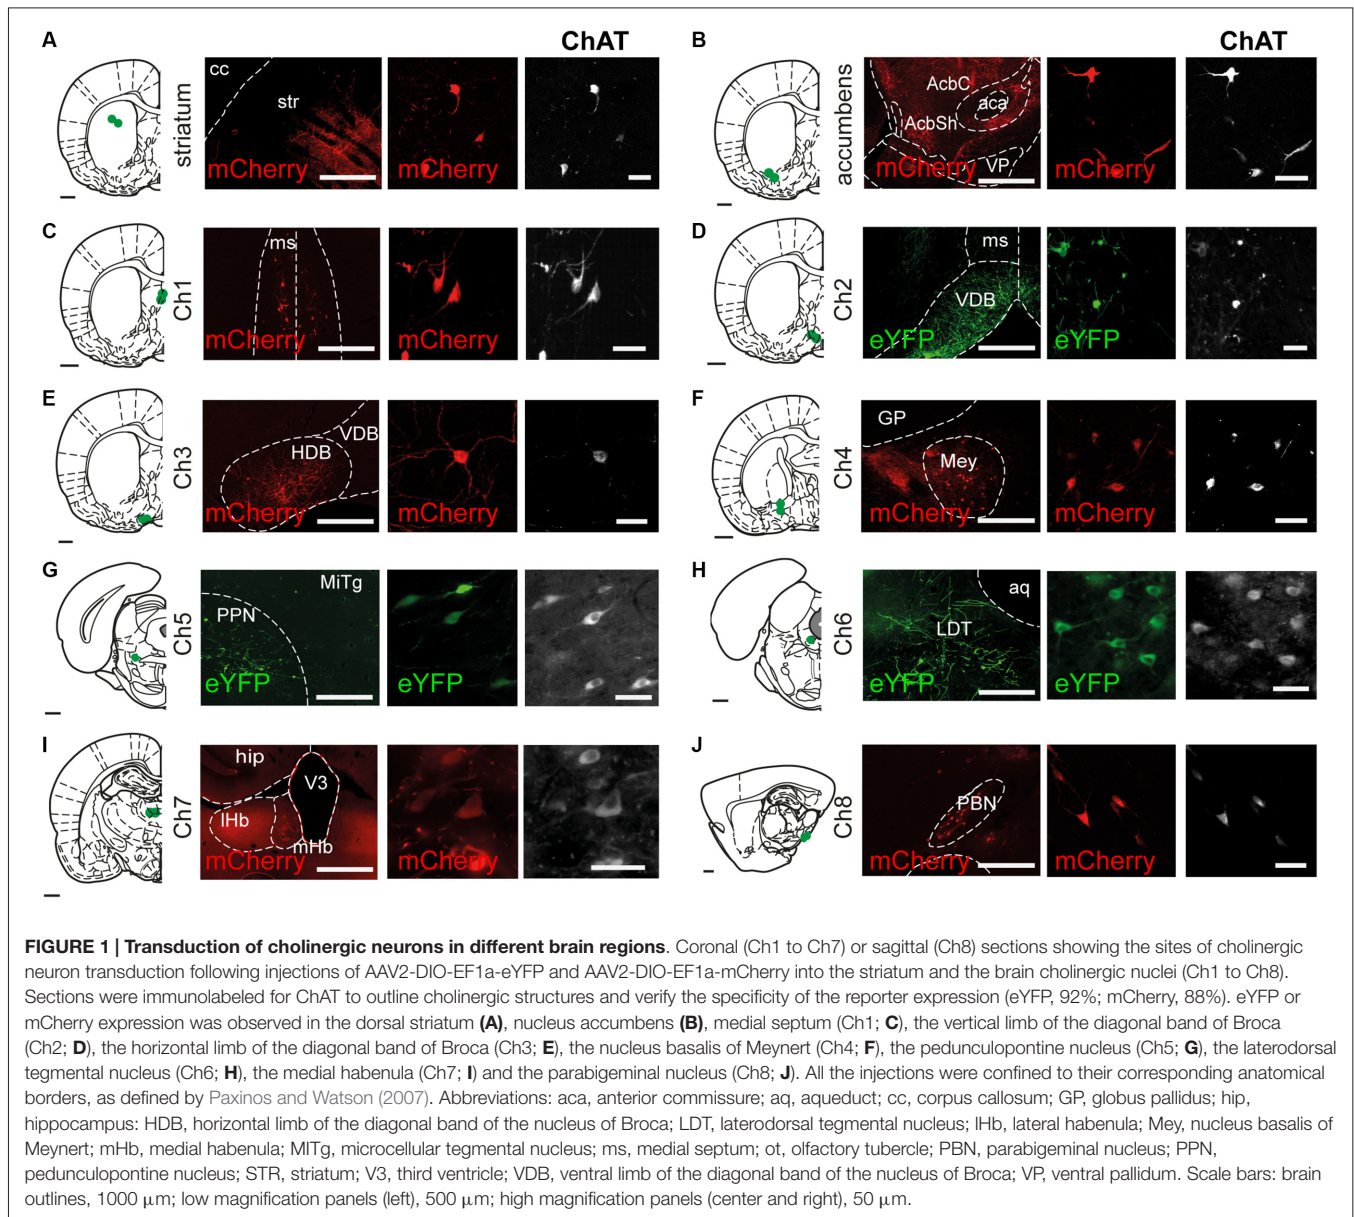 A
ChAT
striatum
cc
str
mCherry
mCherry
B
ChAT
accumbens
AcbC
aca
AcbSh
VP
mCherry
mCherry
C
Ch1
ms
mCherry
mCherry
D
Ch2
ms
VDB
eYFP
eYFP
E
Ch3
VDB
HDB
mCherry
mCherry
F
Ch4
GP
Mey
mCherry
mCherry
G
Ch5
MiTg
PPN
eYFP
eYFP
H
Ch6
aq
LDT
eYFP
eYFP
I
Ch7
hip
V3
lHb
mHb
mCherry
mCherry
J
Ch8
PBN
mCherry
mCherry
FIGURE 1 | Transduction of cholinergic neurons in different brain regions. Coronal (Ch1 to Ch7) or sagittal (Ch8) sections showing the sites of cholinergic
neuron transduction following injections of AAV2-DIO-EF1a-eYFP and AAV2-DIO-EF1a-mCherry into the striatum and the brain cholinergic nuclei (Ch1 to Ch8).
Sections were immunolabeled for ChAT to outline cholinergic structures and verify the specificity of the reporter expression (eYFP, 92%; mCherry, 88%). eYFP or
mCherry expression was observed in the dorsal striatum (A), nucleus accumbens (B), medial septum (Ch1; C), the vertical limb of the diagonal band of Broca
(Ch2; D), the horizontal limb of the diagonal band of Broca (Ch3; E), the nucleus basalis of Meynert (Ch4; F), the pedunculopontine nucleus (Ch5; G), the laterodorsal
tegmental nucleus (Ch6; H), the medial habenula (Ch7; I) and the parabigeminal nucleus (Ch8; J). All the injections were confined to their corresponding anatomical
borders, as defined by Paxinos and Watson (2007). Abbreviations: aca, anterior commissure; aq, aqueduct; cc, corpus callosum; GP, globus pallidus; hip,
hippocampus: HDB, horizontal limb of the diagonal band of the nucleus of Broca; LDT, laterodorsal tegmental nucleus; lHb, lateral habenula; Mey, nucleus basalis of
Meynert; mHb, medial habenula; MITg, microcellular tegmental nucleus; ms, medial septum; ot, olfactory tubercle; PBN, parabigeminal nucleus; PPN,
pedunculopontine nucleus; STR, striatum; V3, third ventricle; VDB, ventral limb of the diagonal band of the nucleus of Broca; VP, ventral pallidum. Scale bars: brain
outlines, 1000 μm; low magnification panels (left), 500 μm; high magnification panels (center and right), 50 μm.